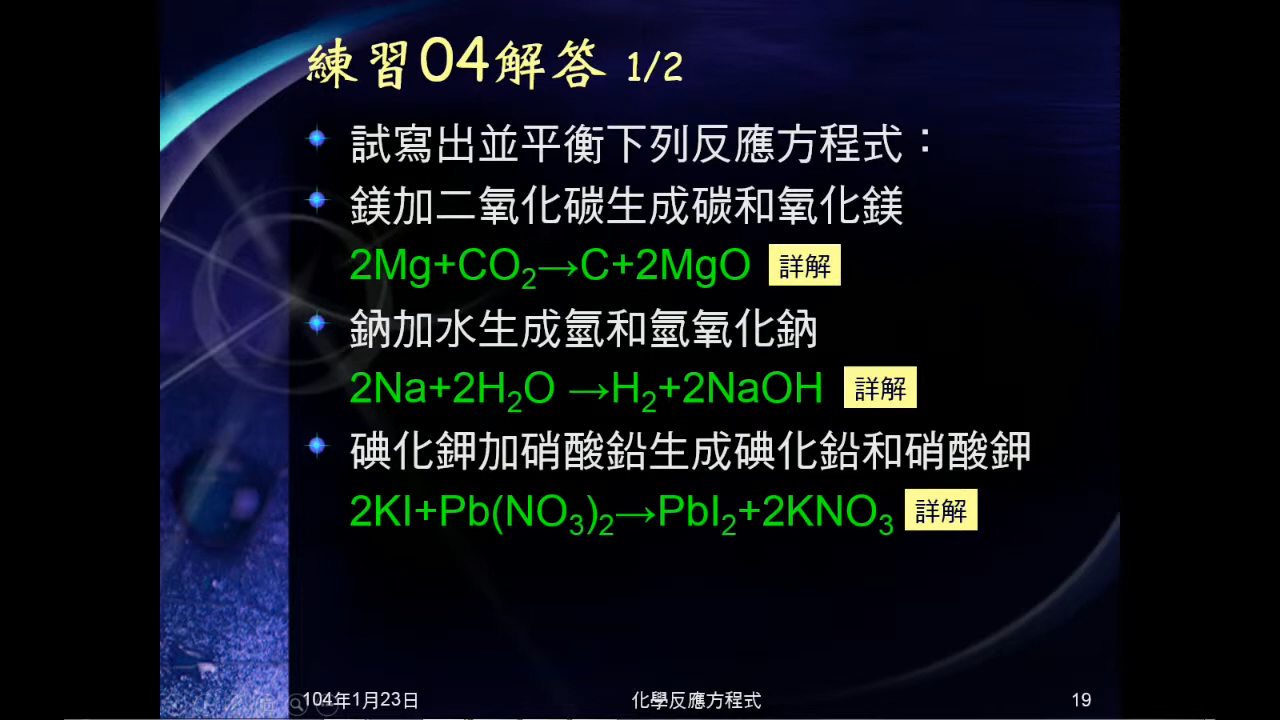 練習04解答 1/2
試寫出並平衡下列反應方程式：
鎂加二氧化碳生成碳和氧化鎂
2Mg+CO₂→C+2MgO 詳解
鈉加水生成氫和氫氧化鈉
2Na+2H₂O →H₂+2NaOH 詳解
碘化鉀加硝酸鉛生成碘化鉛和硝酸鉀
2KI+Pb(NO₃)₂→PbI₂+2KNO₃ 詳解
104年1月23日 化學反應方程式 19